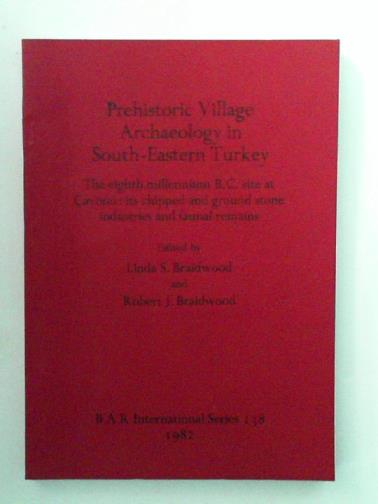 Prehistoric Village
Archaeology in
South-Eastern Turkey
The eighth millennium B.C. site at
Çayönü: its chipped and ground stone
industries and faunal remains
Edited by
Linda S. Braidwood
and
Robert J. Braidwood
B.A.R. International Series 138
1982